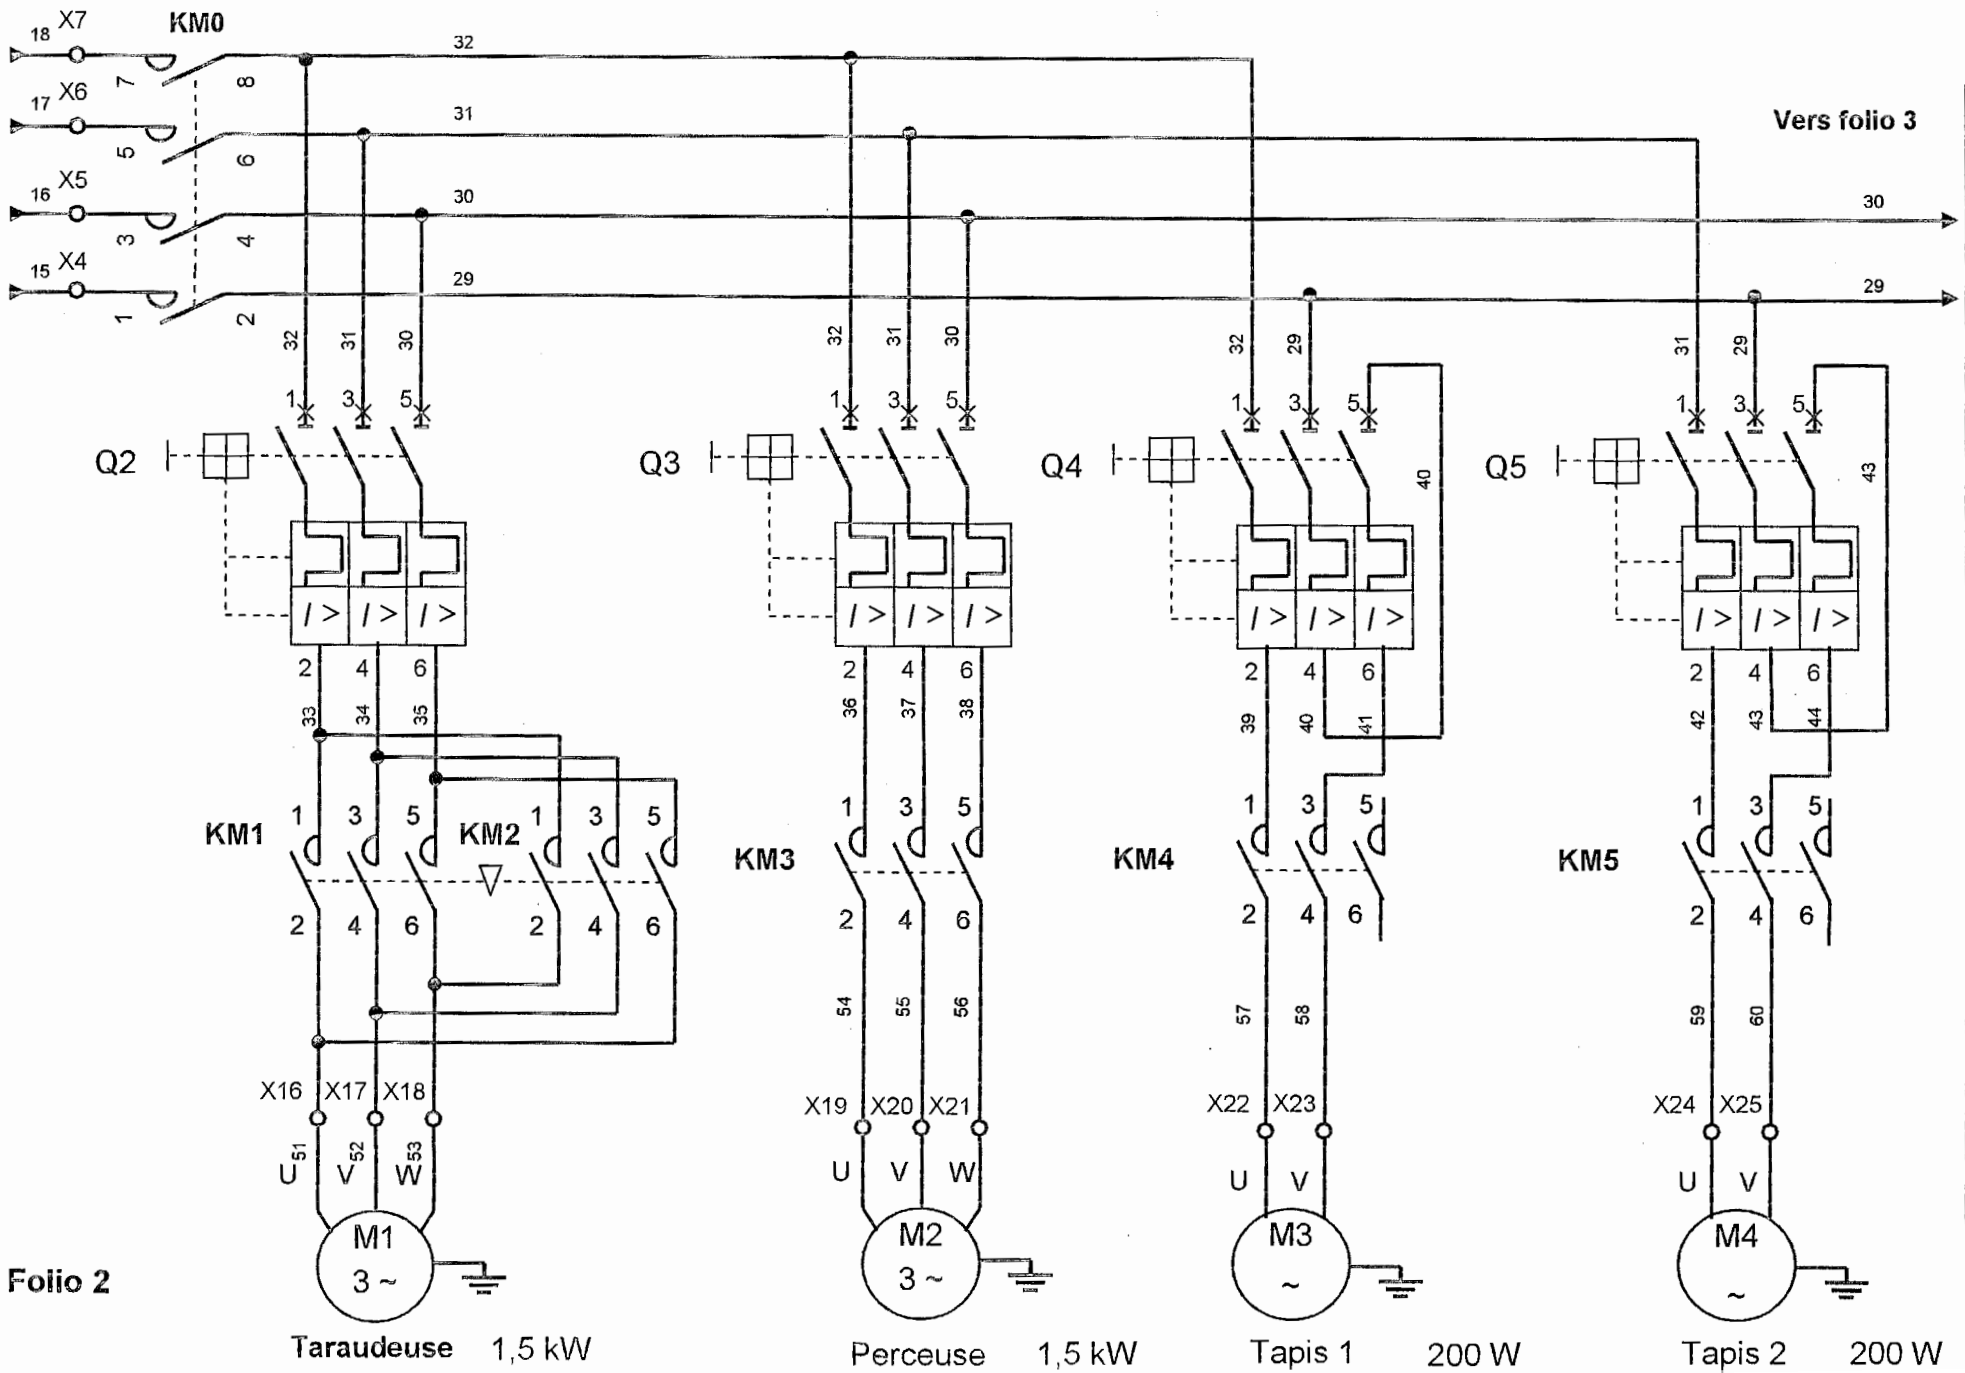 X7 KM0
18 32
7 8
X6
17 31 Vers folio 3
5 6
X5
16 30 30
3 4
X4
15 29 29
1 2
32 31 30 32 31 30 32 29 31 29
1 3 5 1 3 5 1 3 5 1 3 5
Q2 Q3 Q4 40 Q5 43
I > I > I > I > I > I > I > I > I > I > I > I >
2 4 6 2 4 6 2 4 6 2 4 6
33 34 35 36 37 38 39 40 41 42 43 44
1 3 5 1 3 5 1 3 5 1 3 5 1 3 5
KM1 KM2 KM3 KM4 KM5
2 4 6 2 4 6 2 4 6 2 4 6 2 4 6
54 55 56 57 58 59 60
X16 X17 X18 X19 X20 X21 X22 X23 X24 X25
51 52 53
U V W U V W U V U V
M1 M2 M3 M4
3 ~ 3 ~ ~ ~
Folio 2
Taraudeuse 1,5 kW Perceuse 1,5 kW Tapis 1 200 W Tapis 2 200 W